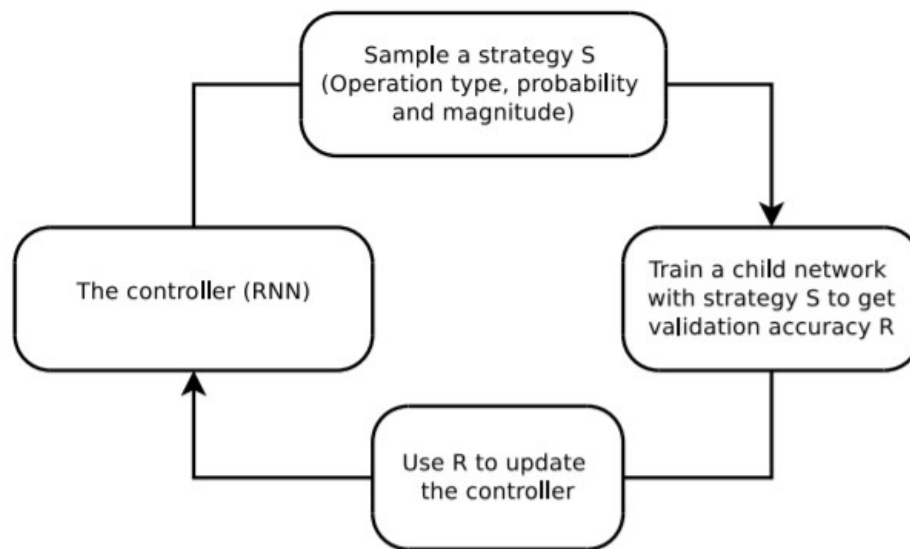 Sample a strategy S
(Operation type, probability
and magnitude)
The controller (RNN)
Train a child network
with strategy S to get
validation accuracy R
Use R to update
the controller